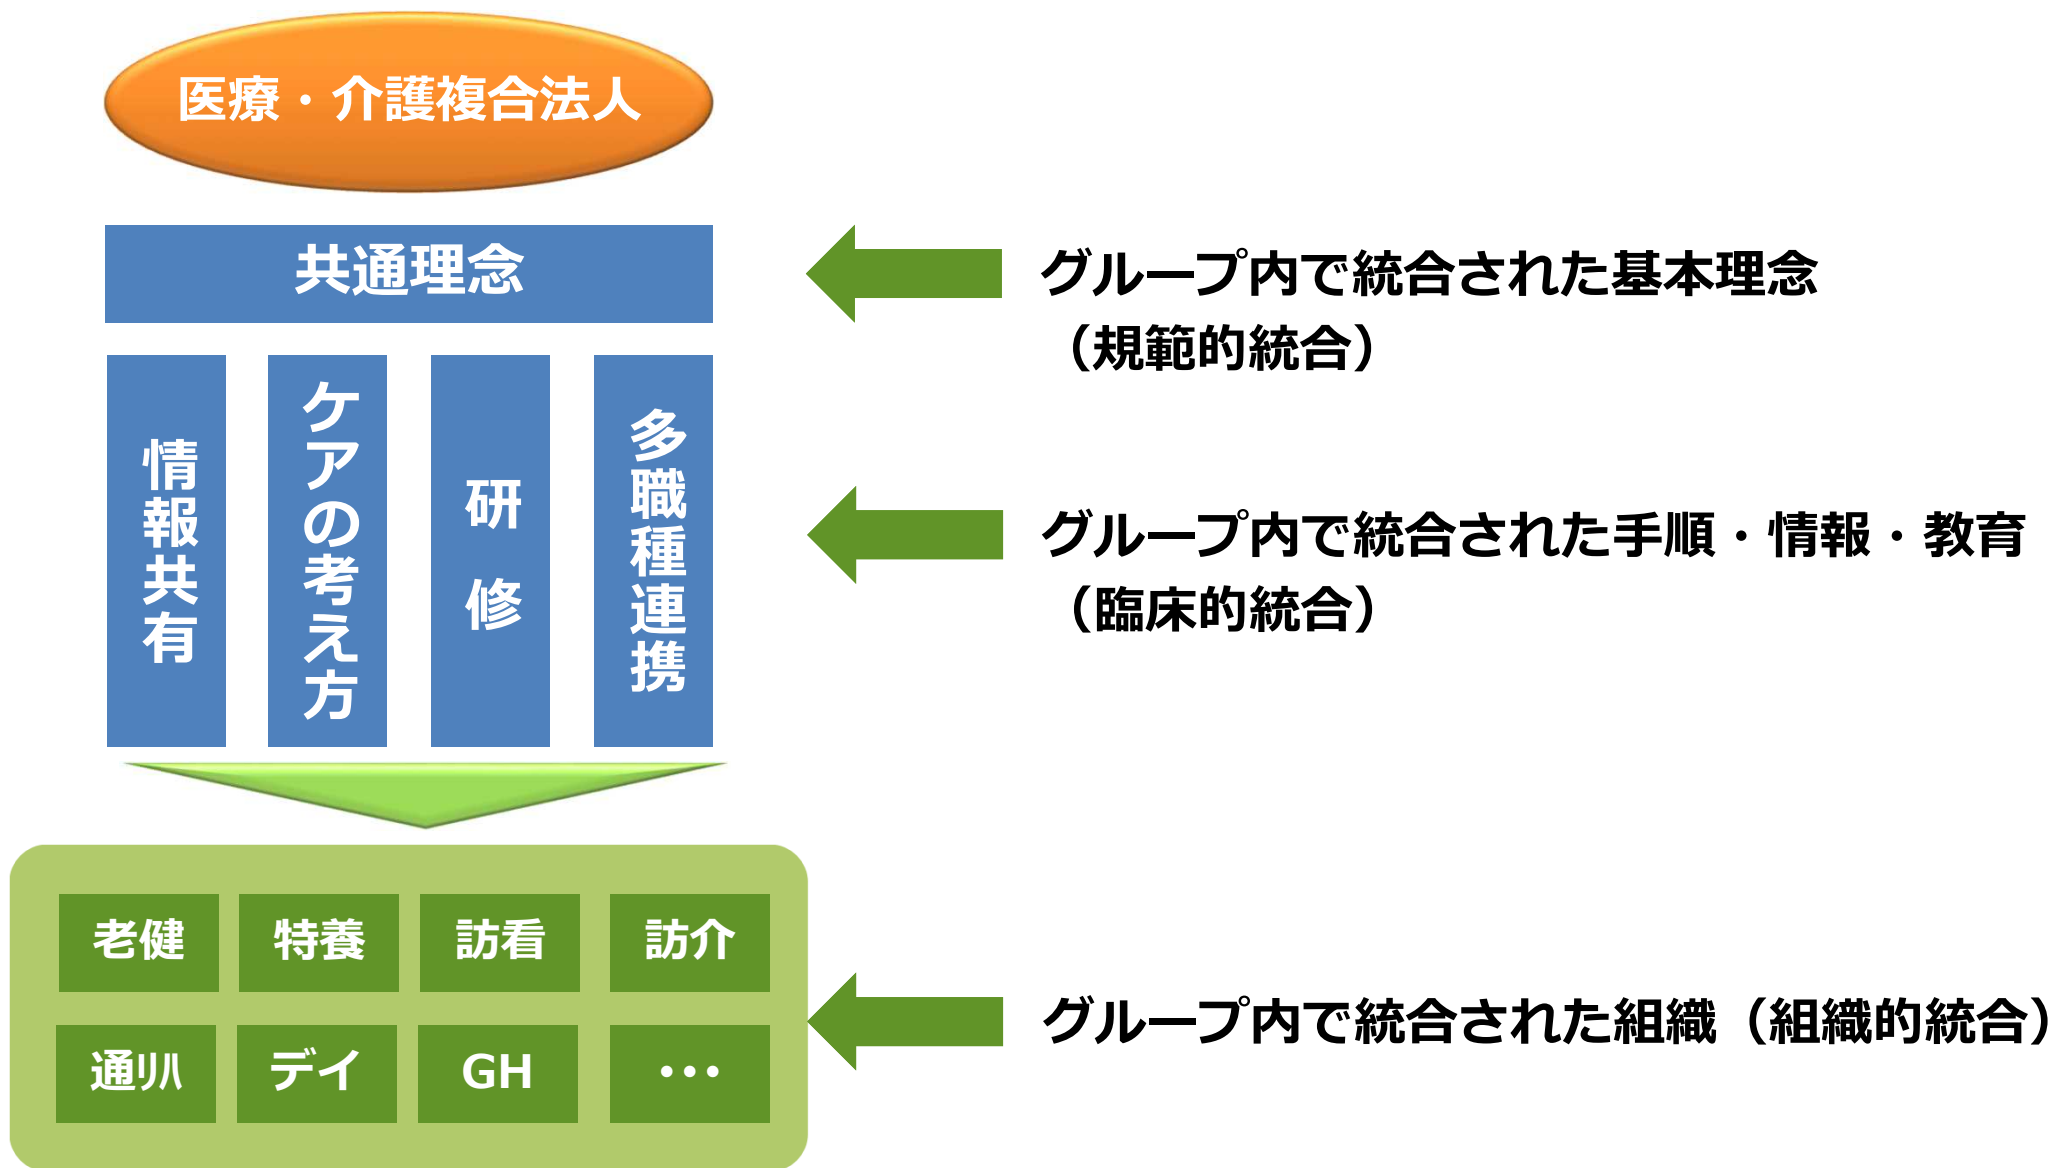 医療・介護複合法人
共通理念
グループ内で統合された基本理念
（規範的統合）
情報共有
ケアの考え方
研修
多職種連携
グループ内で統合された手順・情報・教育
（臨床的統合）
老健
特養
訪看
訪介
通ﾘﾊ
デイ
GH
･･･
グループ内で統合された組織（組織的統合）